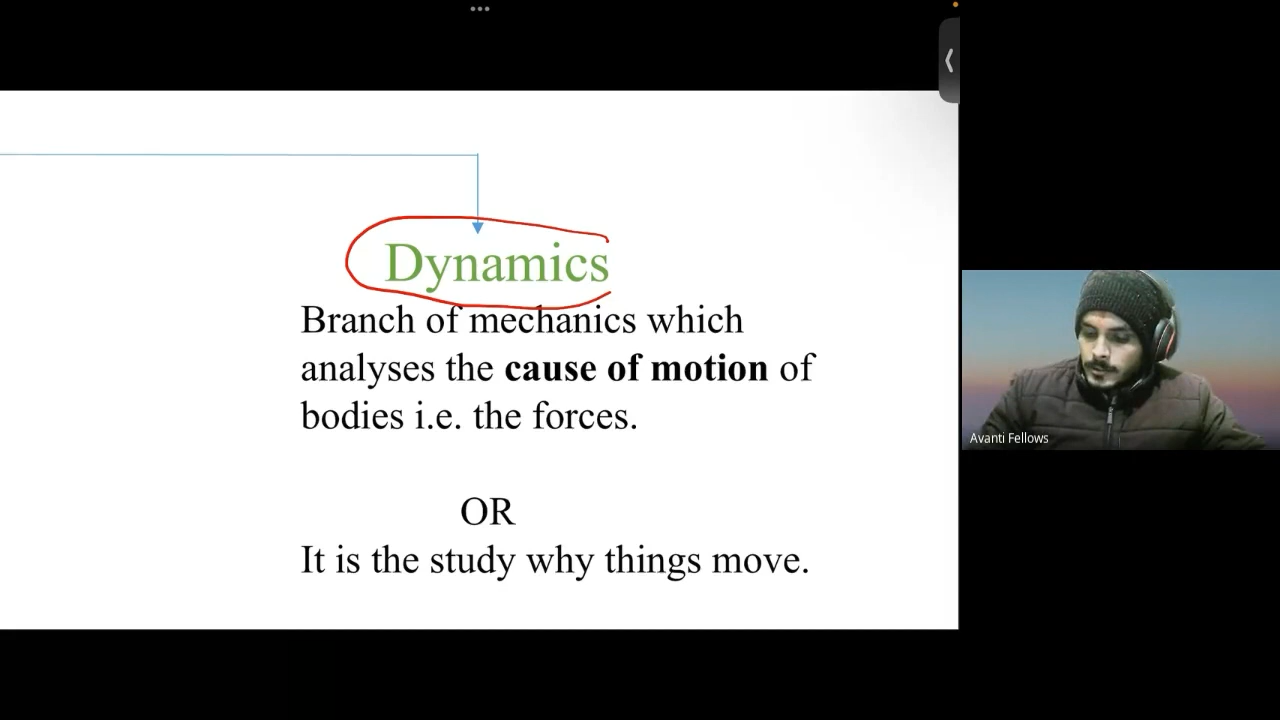 Dynamics
Branch of mechanics which
analyses the cause of motion of
bodies i.e. the forces.
OR
It is the study why things move.
Avanti Fellows